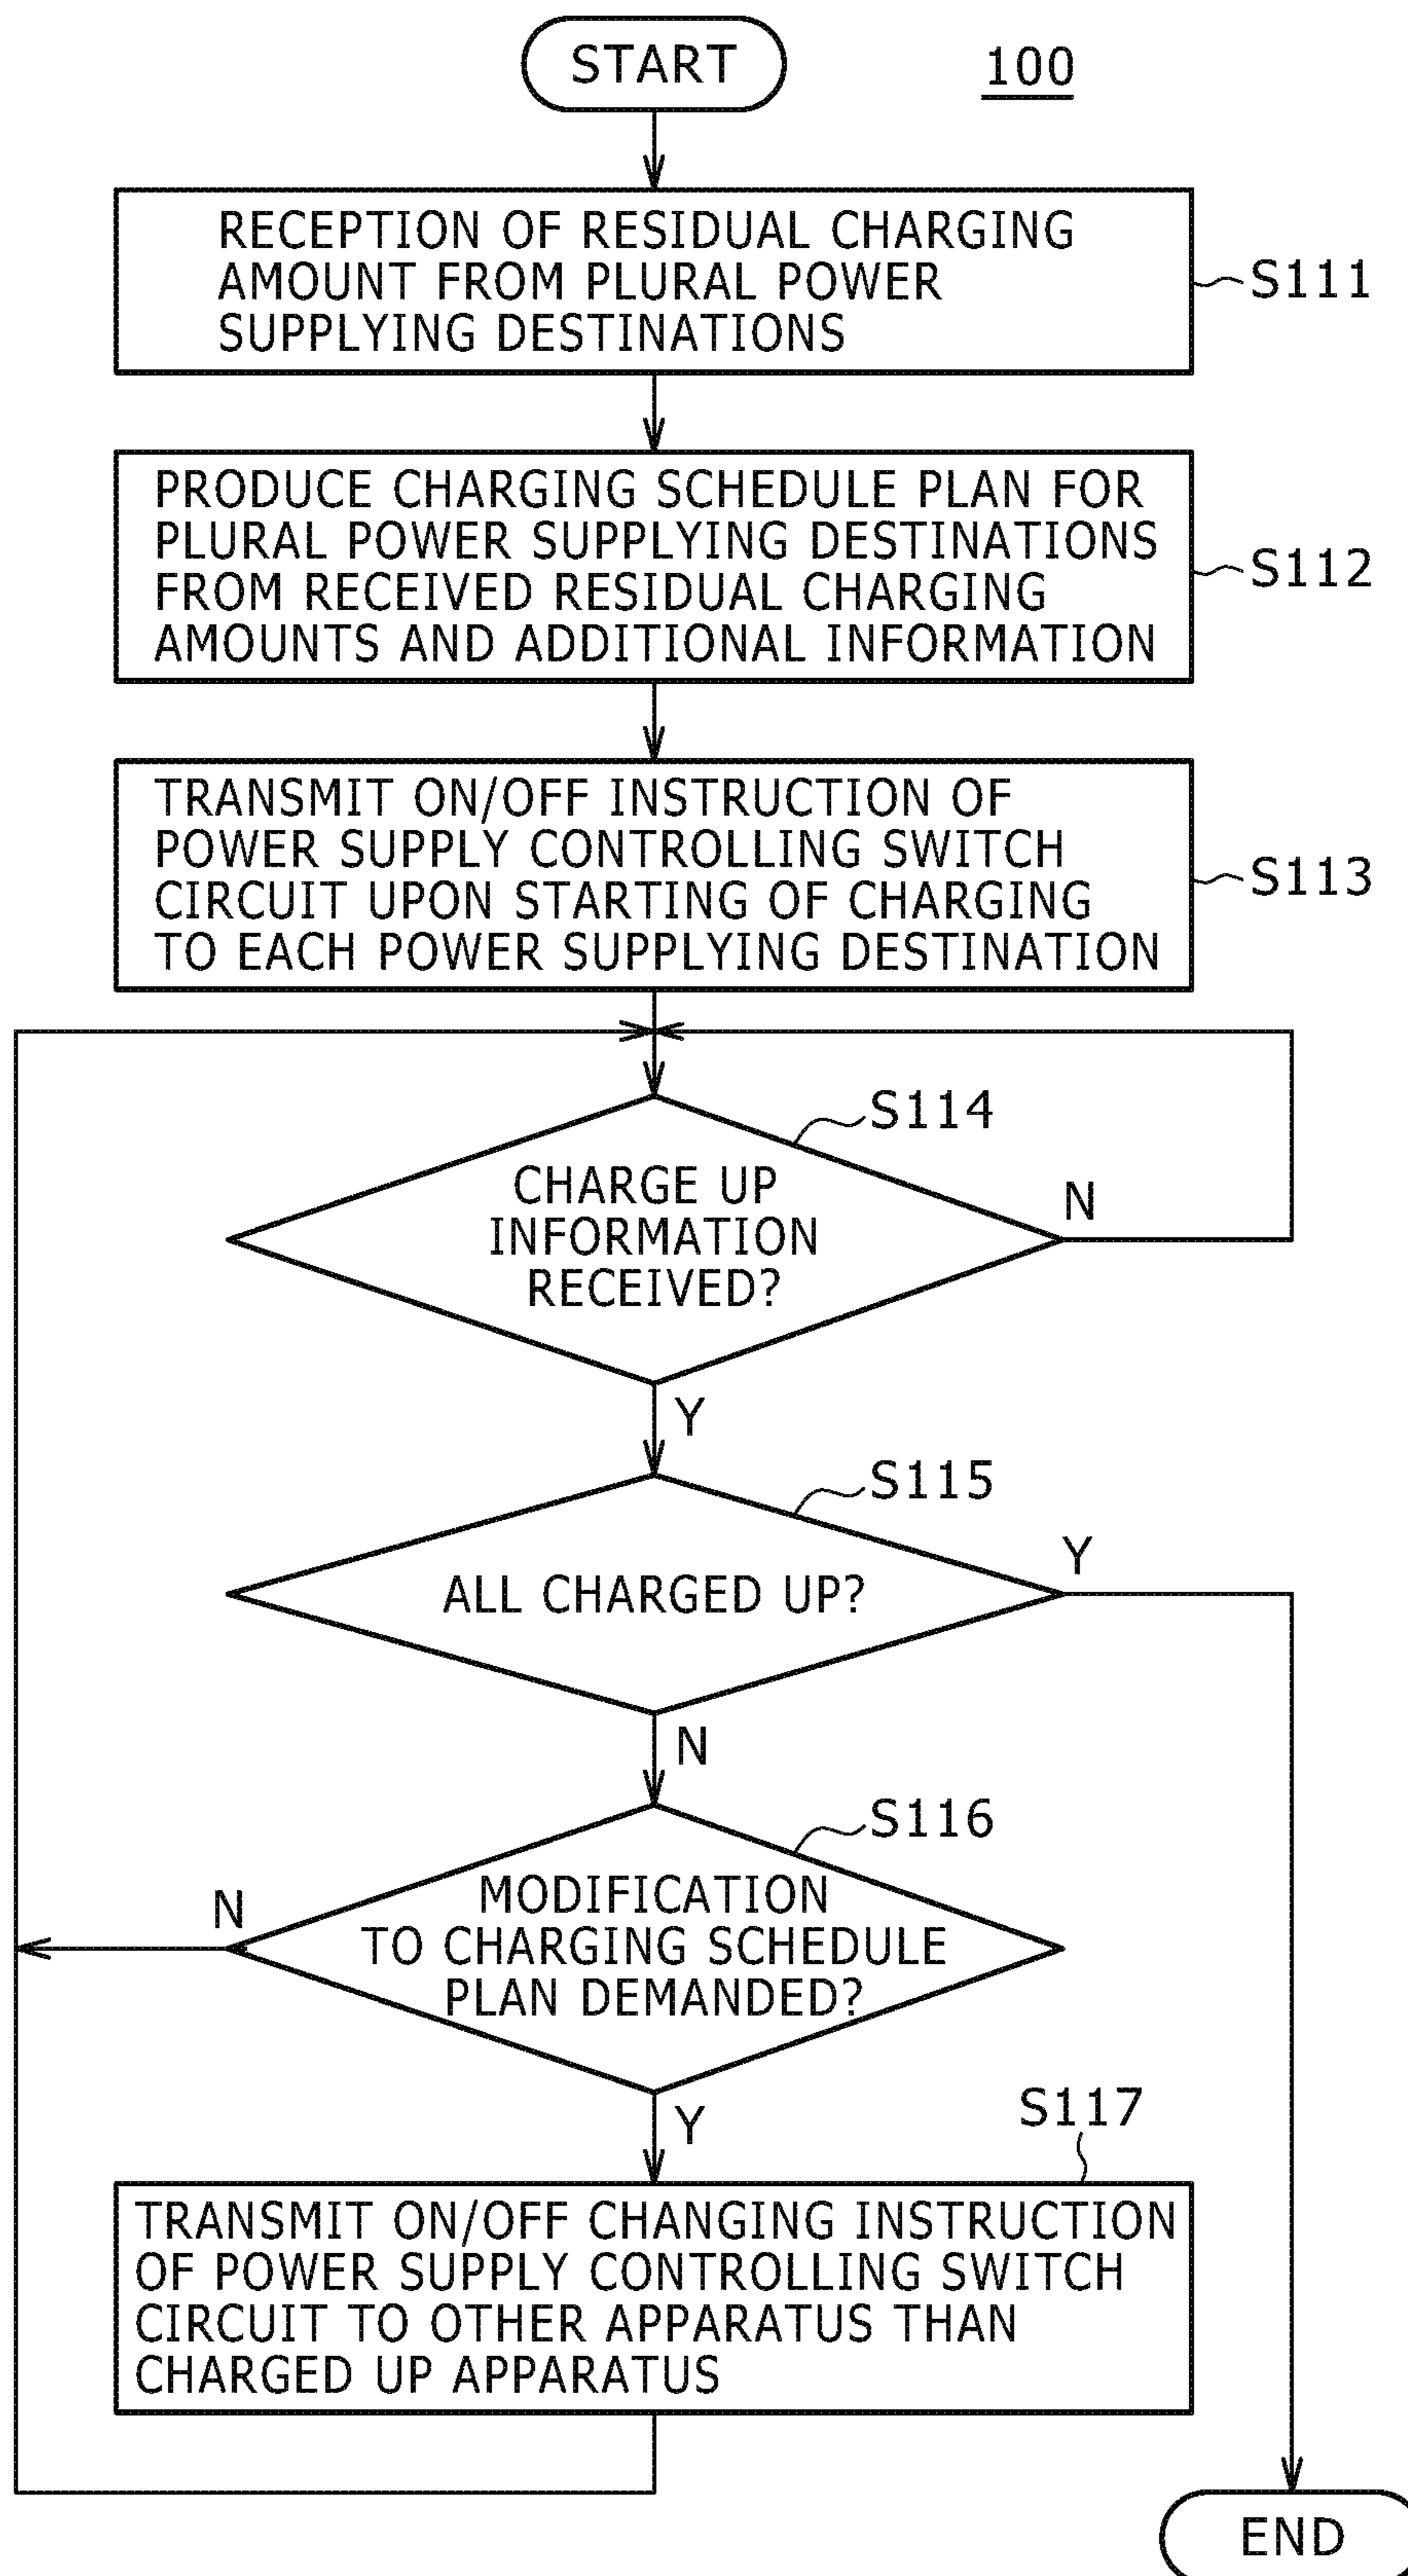 START
100
RECEPTION OF RESIDUAL CHARGING
AMOUNT FROM PLURAL POWER
SUPPLYING DESTINATIONS
S111
PRODUCE CHARGING SCHEDULE PLAN FOR
PLURAL POWER SUPPLYING DESTINATIONS
FROM RECEIVED RESIDUAL CHARGING
AMOUNTS AND ADDITIONAL INFORMATION
S112
TRANSMIT ON/OFF INSTRUCTION OF
POWER SUPPLY CONTROLLING SWITCH
CIRCUIT UPON STARTING OF CHARGING
TO EACH POWER SUPPLYING DESTINATION
S113
S114
CHARGE UP
INFORMATION
RECEIVED?
N
Y
S115
ALL CHARGED UP?
Y
N
S116
MODIFICATION
TO CHARGING SCHEDULE
PLAN DEMANDED?
N
Y
S117
TRANSMIT ON/OFF CHANGING INSTRUCTION
OF POWER SUPPLY CONTROLLING SWITCH
CIRCUIT TO OTHER APPARATUS THAN
CHARGED UP APPARATUS
END